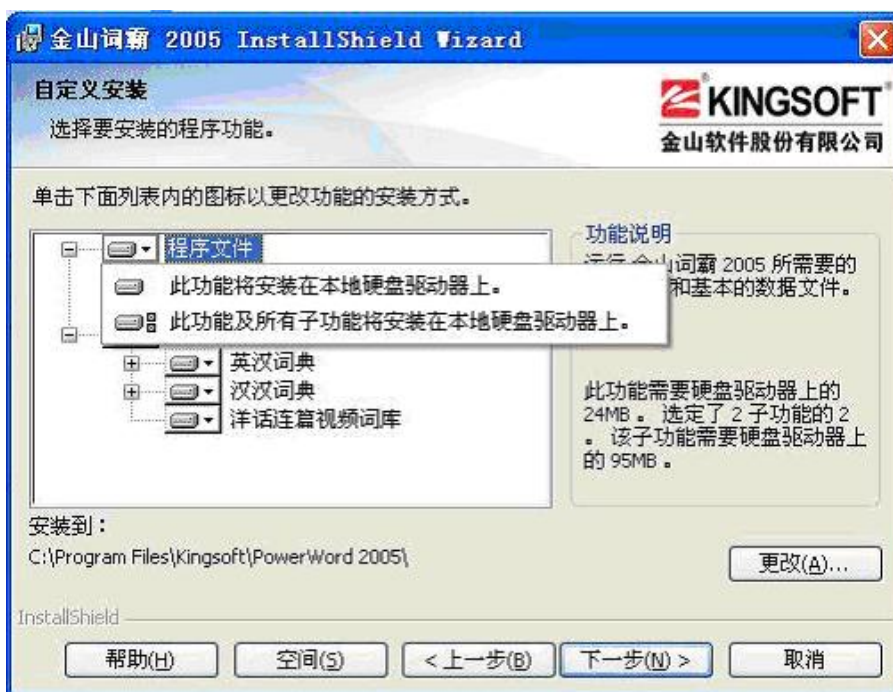 金山词霸 2005 InstallShield Wizard
自定义安装
选择要安装的程序功能。
KINGSOFT
金山软件股份有限公司
单击下面列表内的图标以更改功能的安装方式。
程序文件
此功能将安装在本地硬盘驱动器上。
此功能及所有子功能将安装在本地硬盘驱动器上。
英汉词典
汉汉词典
洋话连篇视频词库
功能说明
运行 金山词霸 2005 所需要的
和基本的数据文件。
此功能需要硬盘驱动器上的
24MB 。 选定了 2 子功能的 2
。 该子功能需要硬盘驱动器上
的 95MB 。
安装到：
C:\Program Files\Kingsoft\PowerWord 2005\
更改(A)...
InstallShield
帮助(H)
空间(S)
< 上一步(B)
下一步(N) >
取消